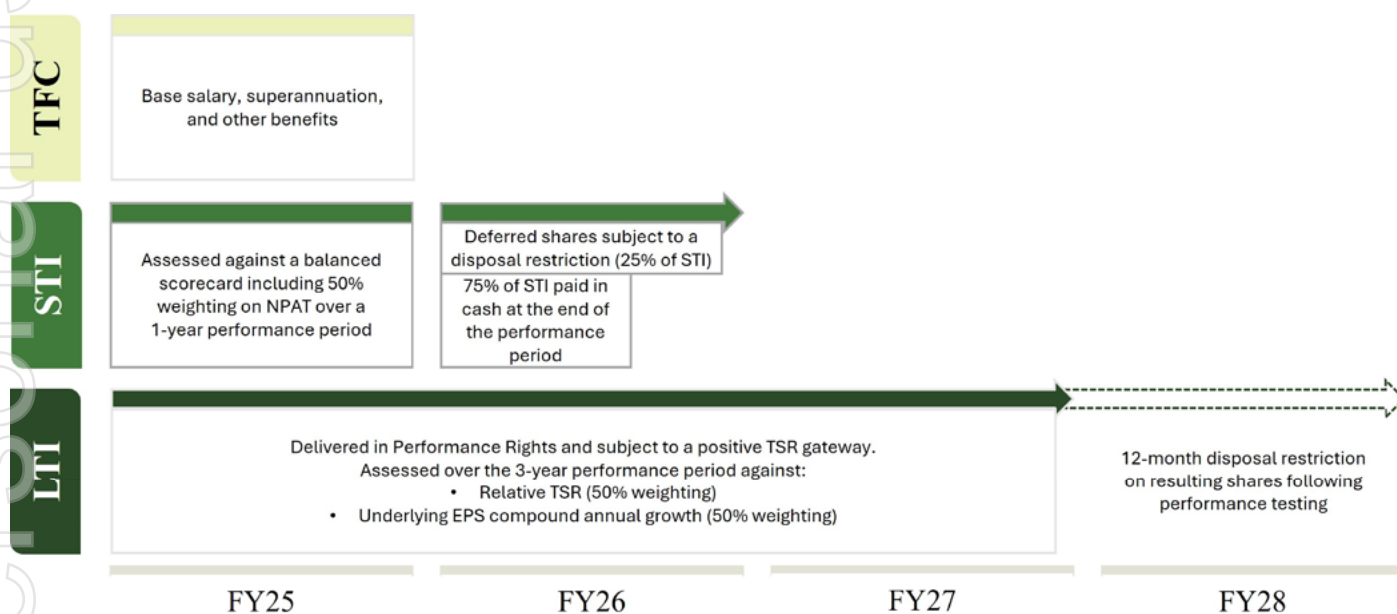 TFC
Base salary, superannuation,
and other benefits
STI
Assessed against a balanced
scorecard including 50%
weighting on NPAT over a
1-year performance period
Deferred shares subject to a
disposal restriction (25% of STI)
75% of STI paid in
cash at the end of
the performance
period
LTI
Delivered in Performance Rights and subject to a positive TSR gateway.
Assessed over the 3-year performance period against:
• Relative TSR (50% weighting)
• Underlying EPS compound annual growth (50% weighting)
12-month disposal restriction
on resulting shares following
performance testing
FY25 FY26 FY27 FY28